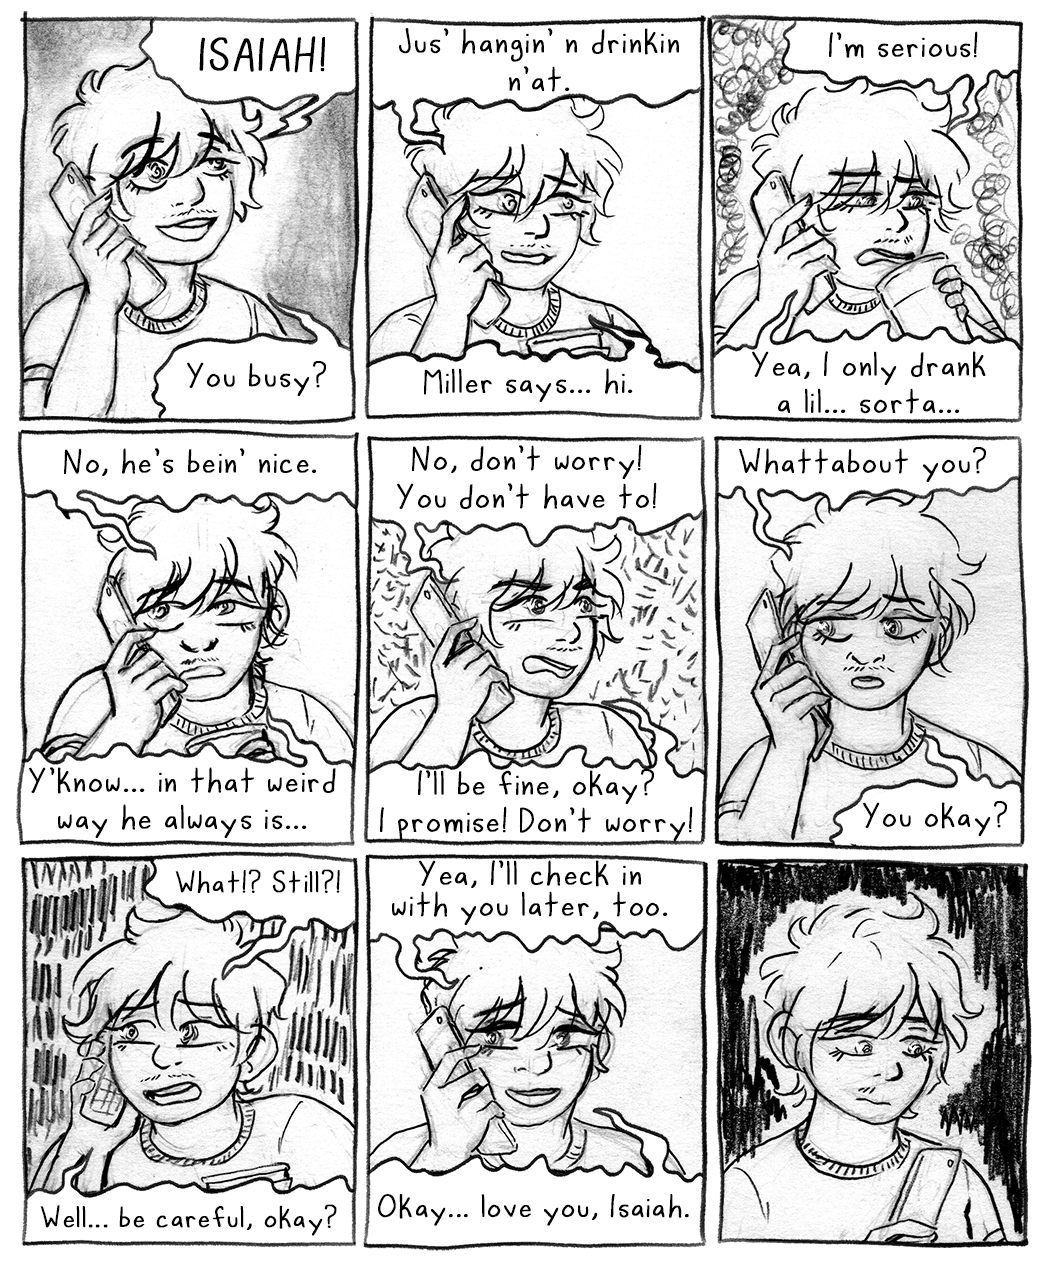 ISAIAH!
You busy?
Jus' hangin' n drinkin
n'at.
Miller says... hi.
I'm serious!
Yea, I only drank
a lil... sorta...
No, he's bein' nice.
Y'know... in that weird
way he always is...
No, don't worry!
You don't have to!
I'll be fine, okay?
I promise! Don't worry!
Whattabout you?
You okay?
What!? Still?!
Well... be careful, okay?
Yea, I'll check in
with you later, too.
Okay... love you, Isaiah.